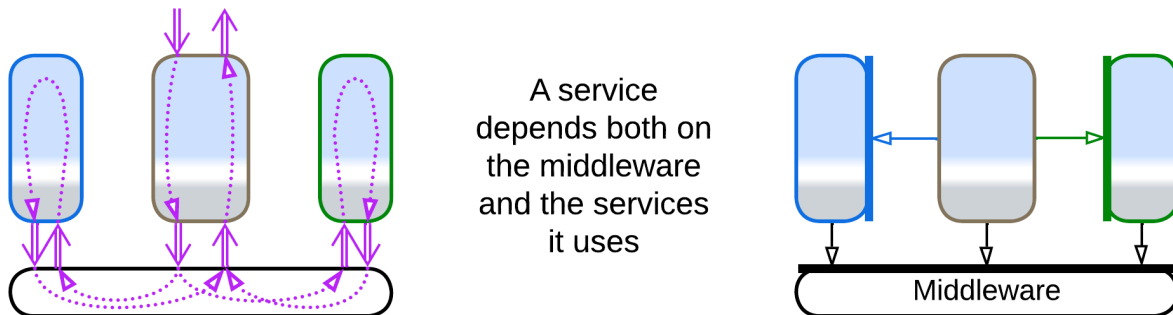 A service
depends both on
the middleware
and the services
it uses
Middleware